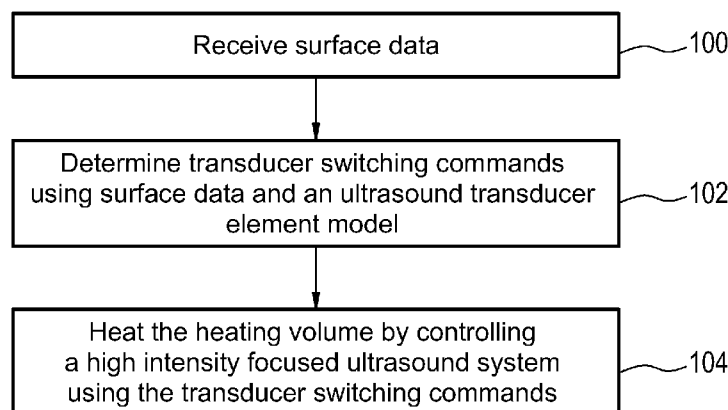 Receive surface data
100
Determine transducer switching commands
using surface data and an ultrasound transducer
element model
102
Heat the heating volume by controlling
a high intensity focused ultrasound system
using the transducer switching commands
104